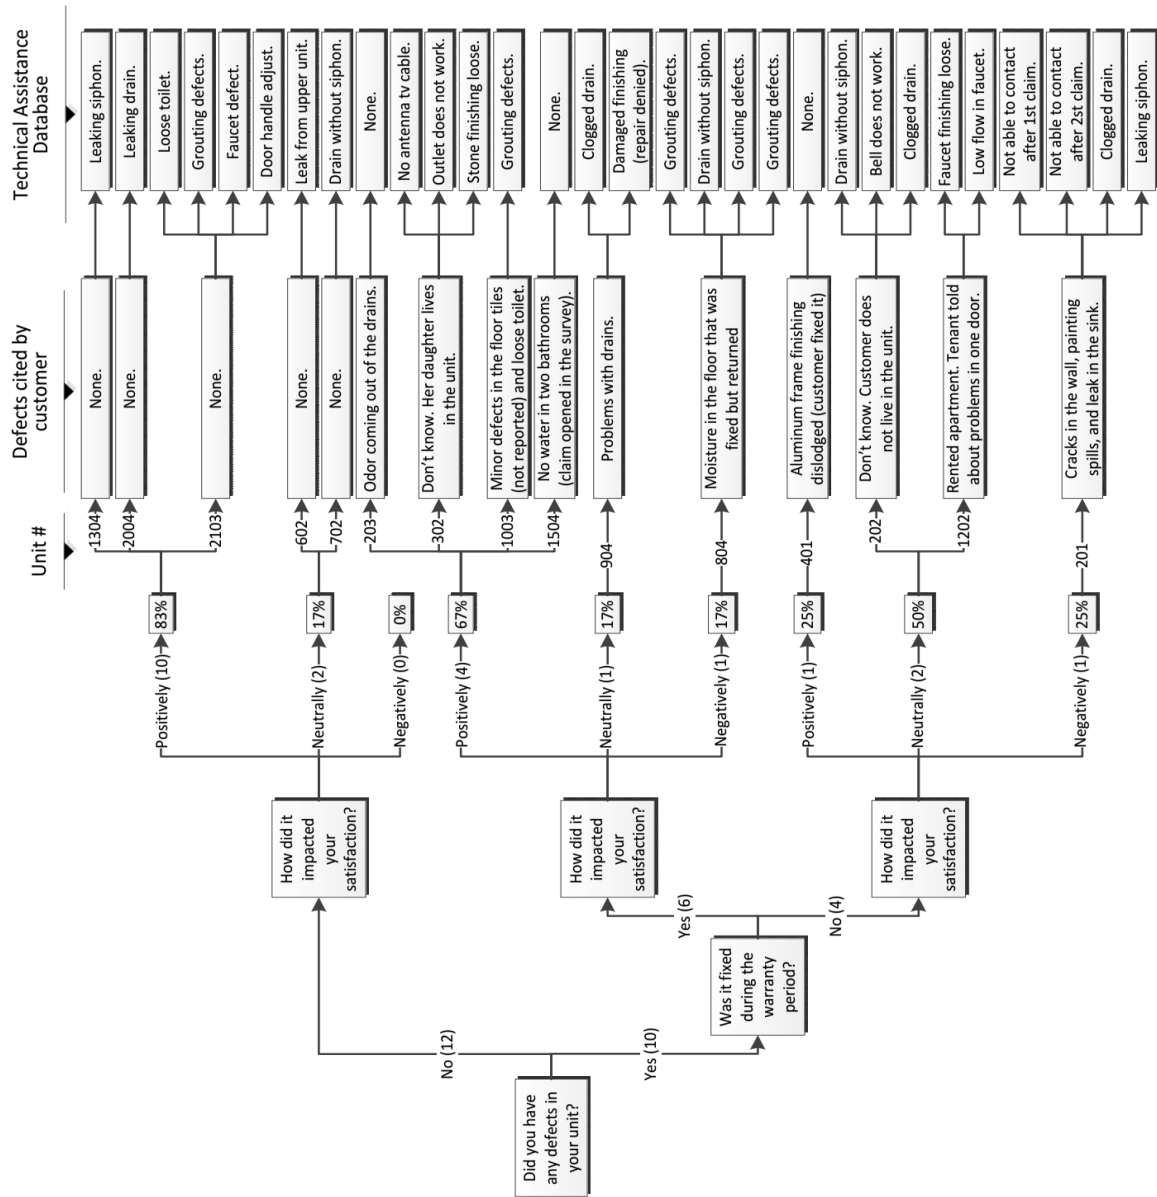 Did you have
any defects in
your unit?
No (12)
Yes (10)
Was it fixed
during the
warranty
period?
Yes (6)
No (4)
How did it
impacted
your
satisfaction?
How did it
impacted
your
satisfaction?
How did it
impacted
your
satisfaction?
Positively (10)
Neutrally (2)
Negatively (0)
Positively (4)
Neutrally (1)
Negatively (1)
Positively (1)
Neutrally (2)
Negatively (1)
83%
17%
0%
67%
17%
17%
25%
50%
25%
Unit #
1304
2004
2103
602
702
203
302
1003
1504
904
804
401
202
1202
201
Defects cited by
customer
None.
None.
None.
None.
None.
Odor coming out of the drains.
Don't know. Her daughter lives
in the unit.
Minor defects in the floor tiles
(not reported) and loose toilet.
No water in two bathrooms
(claim opened in the survey).
Problems with drains.
Moisture in the floor that was
fixed but returned
Aluminum frame finishing
dislodged (customer fixed it)
Don't know. Customer does
not live in the unit.
Rented apartment. Tenant told
about problems in one door.
Cracks in the wall, painting
spills, and leak in the sink.
Technical Assistance
Database
Leaking siphon.
Leaking drain.
Loose toilet.
Grouting defects.
Faucet defect.
Door handle adjust.
Leak from upper unit.
Drain without siphon.
None.
No antenna tv cable.
Outlet does not work.
Stone finishing loose.
Grouting defects.
None.
Clogged drain.
Damaged finishing
(repair denied).
Grouting defects.
Drain without siphon.
Grouting defects.
Grouting defects.
None.
Drain without siphon.
Bell does not work.
Clogged drain.
Faucet finishing loose.
Low flow in faucet.
Not able to contact
after 1st claim.
Not able to contact
after 2st claim.
Clogged drain.
Leaking siphon.